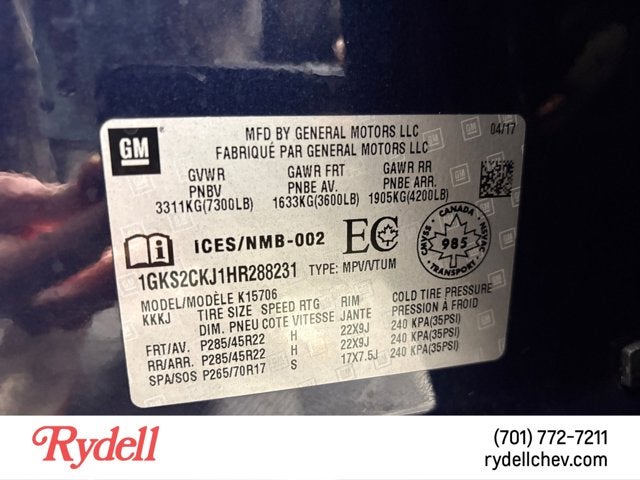 GM
MFD BY GENERAL MOTORS LLC 04/17
FABRIQUÉ PAR GENERAL MOTORS LLC
GVWR GAWR FRT GAWR RR
PNBV PNBE AV. PNBE ARR.
3311KG(7300LB) 1633KG(3600LB) 1905KG(4200LB)
ICES/NMB-002 EC
CANADA
CMVSS 985 NSVAC
TRANSPORT
1GKS2CKJ1HR288231 TYPE: MPV/VTUM
MODEL/MODÈLE K15706
KKKJ TIRE SIZE SPEED RTG RIM COLD TIRE PRESSURE
DIM. PNEU COTE VITESSE JANTE PRESSION À FROID
FRT/AV. P285/45R22 H 22X9J 240 KPA(35PSI)
RR/ARR. P285/45R22 H 22X9J 240 KPA(35PSI)
SPA/SOS P265/70R17 S 17X7.5J 240 KPA(35PSI)
Rydell
(701) 772-7211
rydellchev.com